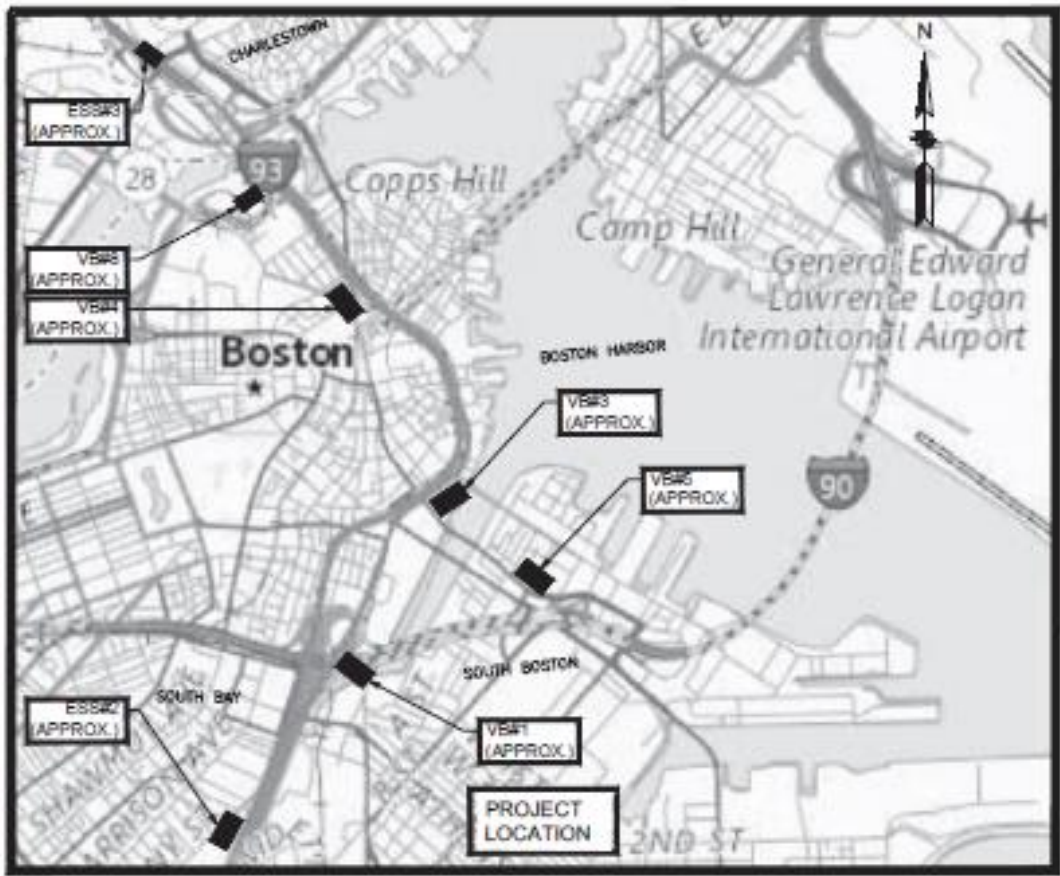 N
CHARLESTOWN
ESS#3
(APPROX.)
28
93
Copps Hill
Camp Hill
General Edward
Lawrence Logan
International Airport
VB#8
(APPROX.)
VB#4
(APPROX.)
Boston
BOSTON HARBOR
VB#3
(APPROX.)
VB#5
(APPROX.)
90
SOUTH BOSTON
SOUTH BAY
ESS#2
(APPROX.)
VB#1
(APPROX.)
PROJECT
LOCATION
2ND ST